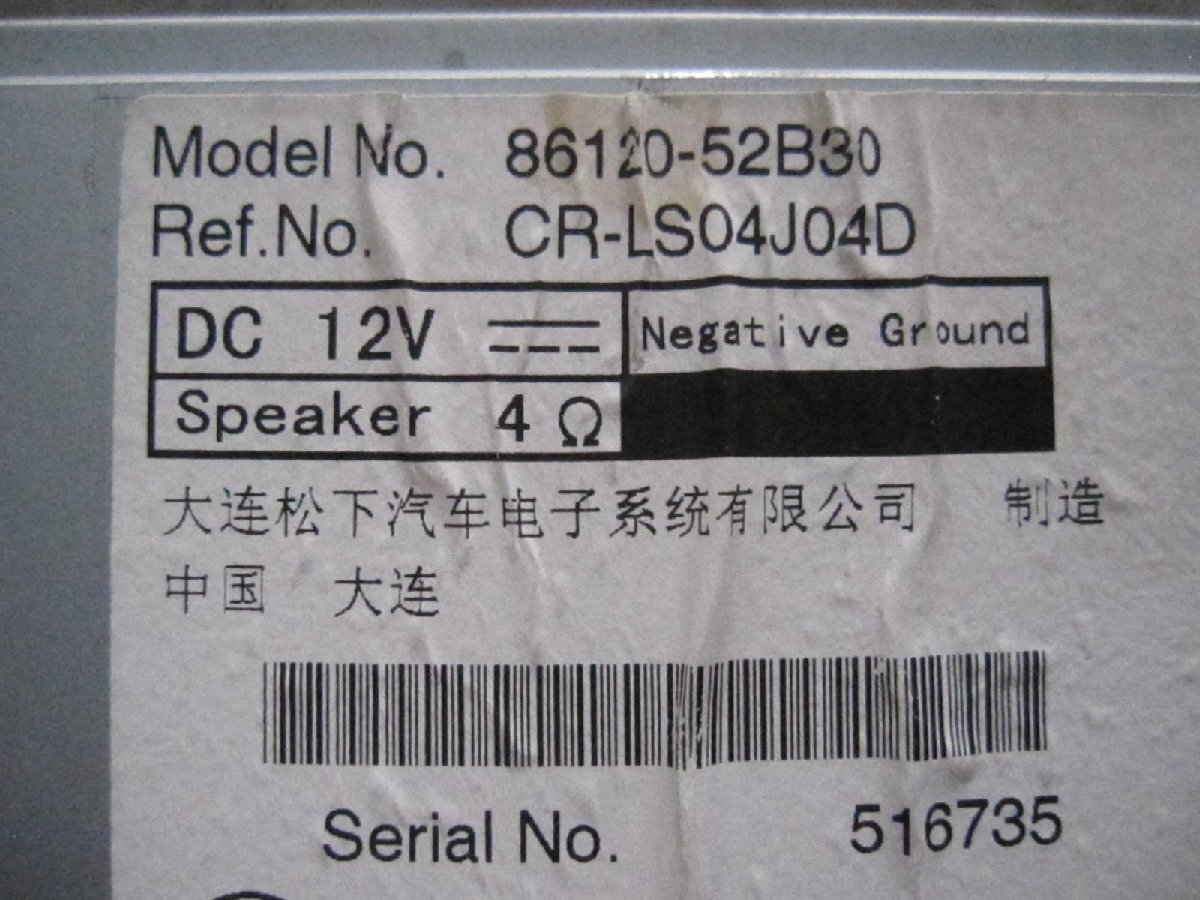 Model No. 86120-52B30
Ref.No. CR-LS04J04D
DC 12V Negative Ground
Speaker 4 Ω
大连松下汽车电子系统有限公司 制造
中国 大连
Serial No. 516735